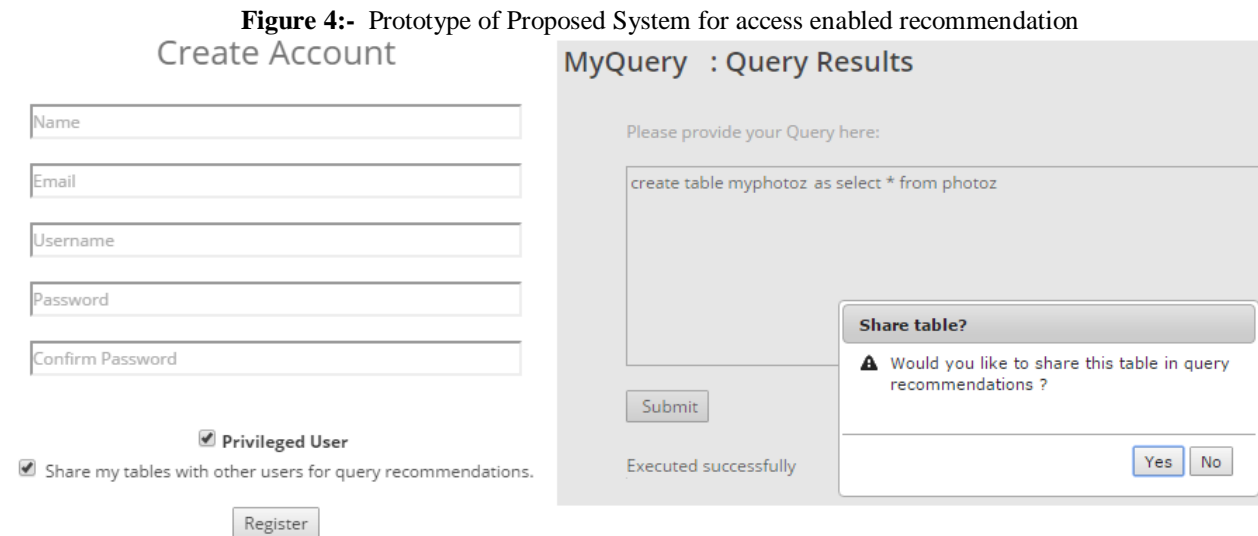 Figure 4:- Prototype of Proposed System for access enabled recommendation
Create Account
Name
Email
Username
Password
Confirm Password
Privileged User
Share my tables with other users for query recommendations.
Register
MyQuery : Query Results
Please provide your Query here:
create table myphotoz as select * from photoz
Submit
Executed successfully
Share table?
Would you like to share this table in query
recommendations ?
Yes No